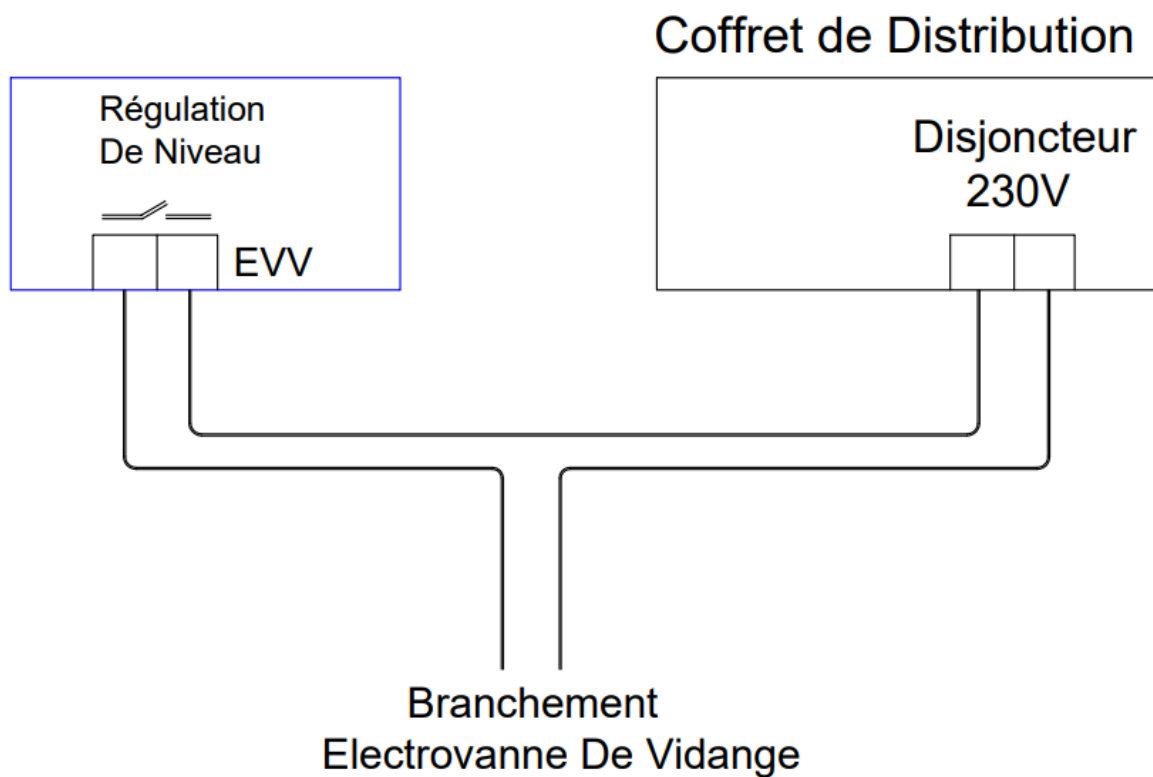 Coffret de Distribution
Régulation
De Niveau
EVV
Disjoncteur
230V
Branchement
Electrovanne De Vidange